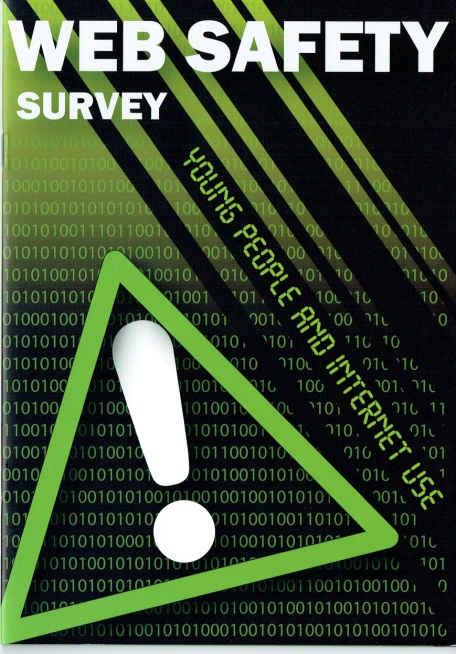 WEB SAFETY
SURVEY
YOUNG PEOPLE AND INTERNET USE